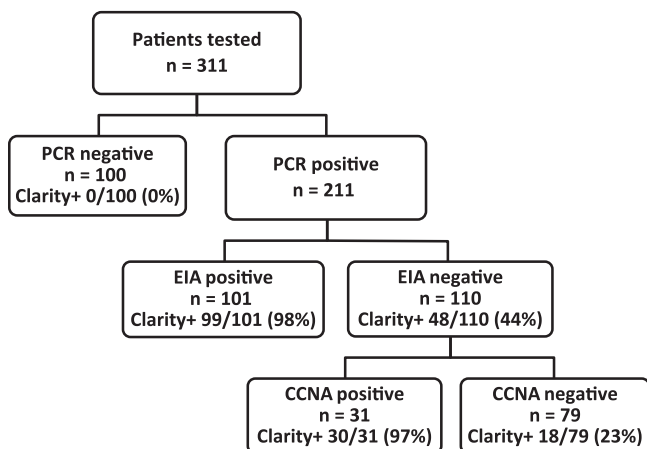 Patients tested
n = 311
PCR negative
n = 100
Clarity+ 0/100 (0%)
PCR positive
n = 211
EIA positive
n = 101
Clarity+ 99/101 (98%)
EIA negative
n = 110
Clarity+ 48/110 (44%)
CCNA positive
n = 31
Clarity+ 30/31 (97%)
CCNA negative
n = 79
Clarity+ 18/79 (23%)